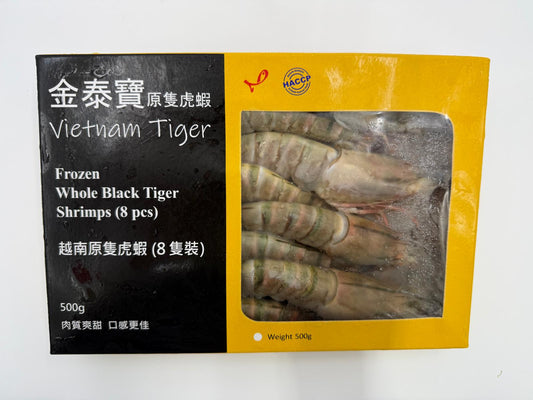 金泰寶原隻虎蝦
Vietnam Tiger
Frozen
Whole Black Tiger
Shrimps (8 pcs)
越南原隻虎蝦 (8 隻裝)
500g
肉質爽甜 口感更佳
HACCP
Weight 500g